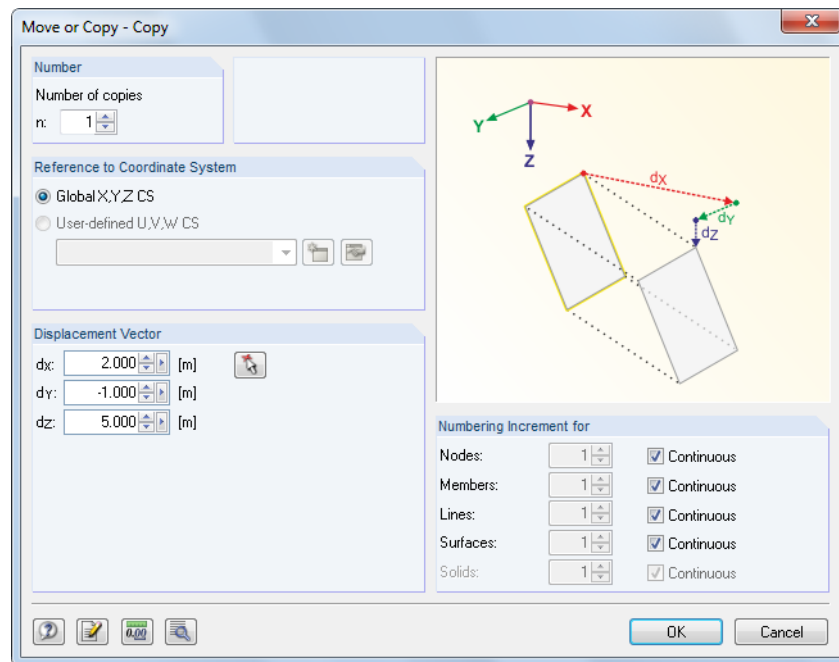 Move or Copy - Copy
Number
Number of copies
n: 1
Reference to Coordinate System
Global X,Y,Z CS
User-defined U,V,W CS
Displacement Vector
dX: 2.000 [m]
dY: -1.000 [m]
dZ: 5.000 [m]
X
Y
Z
dX
dY
dZ
Numbering Increment for
Nodes: 1 Continuous
Members: 1 Continuous
Lines: 1 Continuous
Surfaces: 1 Continuous
Solids: 1 Continuous
0.00
OK Cancel